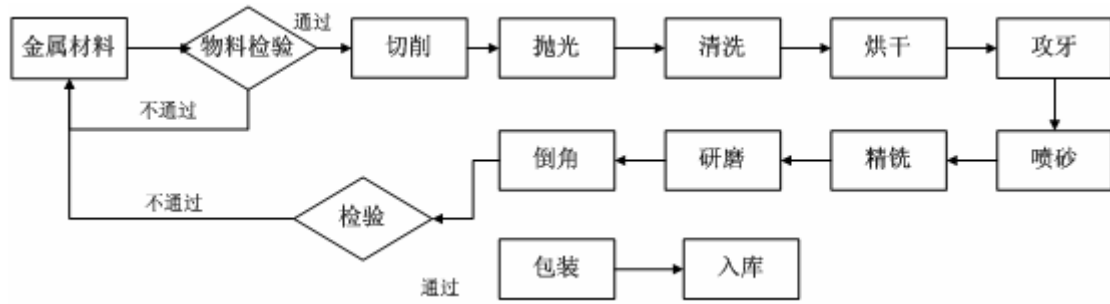 通过
金属材料
物料检验
切削
抛光
清洗
烘干
攻牙
不通过
倒角
研磨
精铣
喷砂
不通过
检验
包装
入库
通过